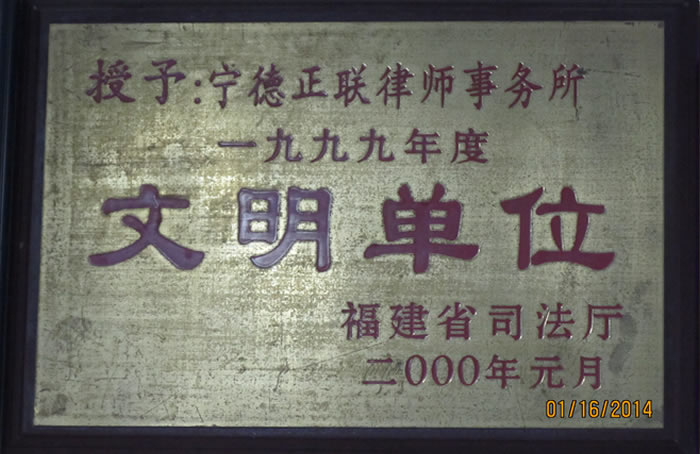 授予:宁德正联律师事务所
一九九九年度
文明单位
福建省司法厅
二000年元月
01/16/2014